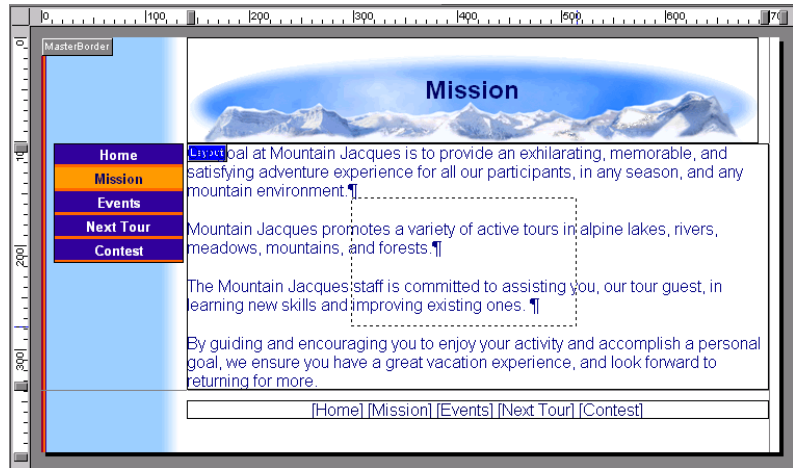 0 100 200 300 400 500 600 70
MasterBorder
0
Mission
100
Home
Mission
Events
Next Tour
Contest
Layout oal at Mountain Jacques is to provide an exhilarating, memorable, and
satisfying adventure experience for all our participants, in any season, and any
mountain environment.¶
Mountain Jacques promotes a variety of active tours in alpine lakes, rivers,
meadows, mountains, and forests.¶
200
The Mountain Jacques staff is committed to assisting you, our tour guest, in
learning new skills and improving existing ones. ¶
By guiding and encouraging you to enjoy your activity and accomplish a personal
goal, we ensure you have a great vacation experience, and look forward to
returning for more.
300
[Home] [Mission] [Events] [Next Tour] [Contest]